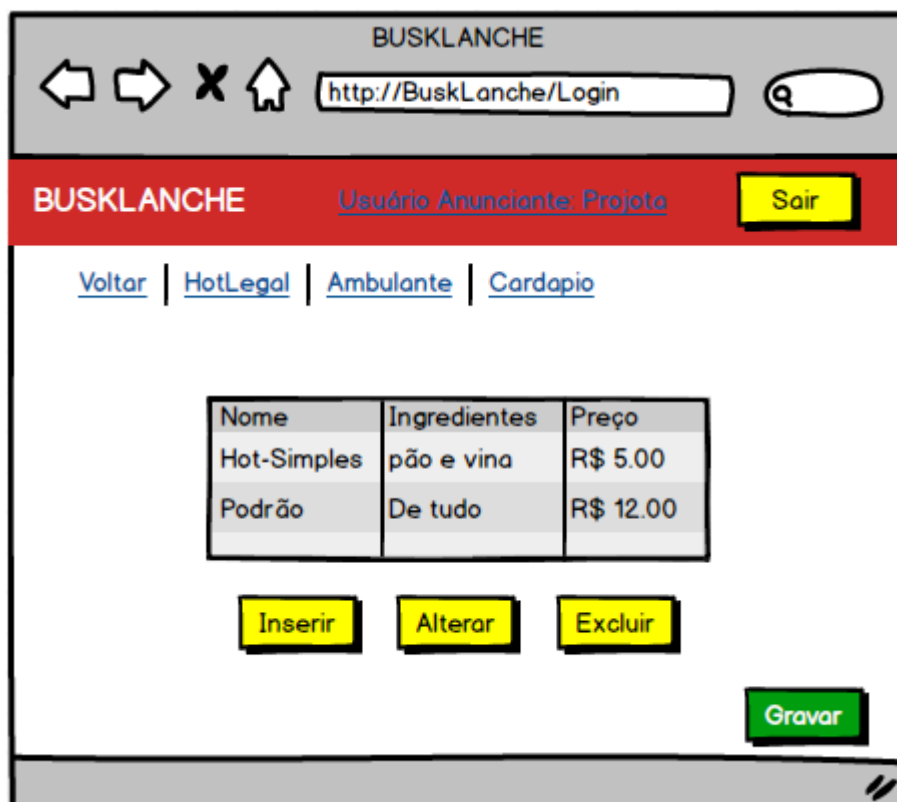 BUSKLANCHE
http://BuskLanche/Login
BUSKLANCHE Usuário Anunciante: Projota Sair
Voltar HotLegal Ambulante Cardapio
Nome Ingredientes Preço
Hot-Simples pão e vina R$ 5.00
Podrão De tudo R$ 12.00
Inserir Alterar Excluir
Gravar